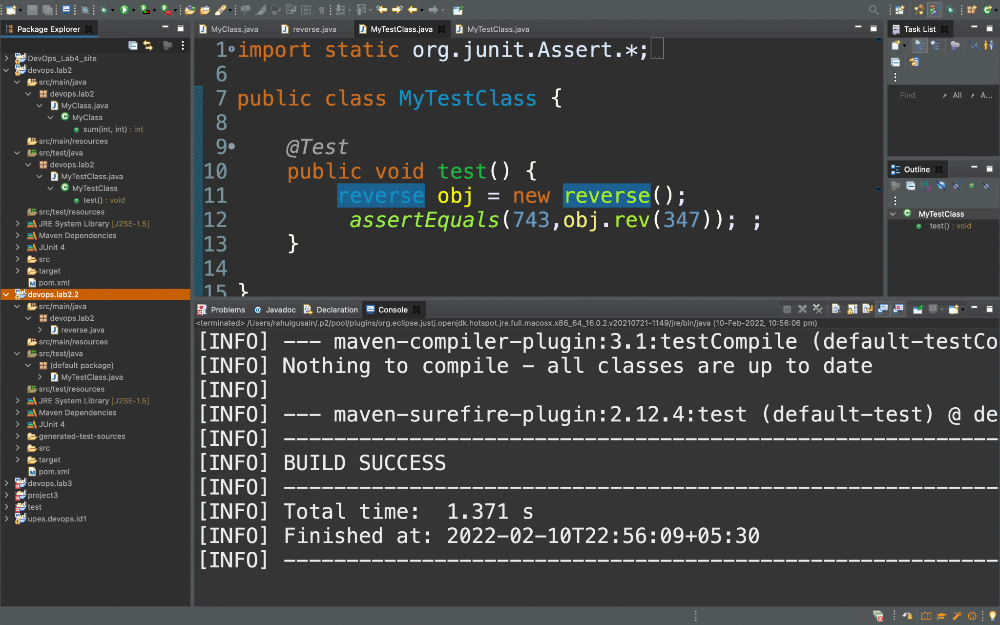 Package Explorer
DevOps_Lab4_site
devops.lab2
src/main/java
devops.lab2
MyClass.java
MyClass
sum(int, int) : int
src/main/resources
src/test/java
devops.lab2
MyTestClass.java
MyTestClass
test() : void
src/test/resources
JRE System Library [J2SE-1.5]
Maven Dependencies
JUnit 4
src
target
pom.xml
devops.lab2.2
src/main/java
devops.lab2
reverse.java
src/main/resources
src/test/java
(default package)
MyTestClass.java
src/test/resources
JRE System Library [J2SE-1.5]
Maven Dependencies
JUnit 4
generated-test-sources
src
target
pom.xml
devops.lab3
project3
test
upes.devops.id1
MyClass.java reverse.java MyTestClass.java MyTestClass.java
1 import static org.junit.Assert.*;
6
7 public class MyTestClass {
8
9 @Test
10 public void test() {
11 reverse obj = new reverse();
12 assertEquals(743,obj.rev(347)); ;
13 }
14
15 }
Problems @ Javadoc Declaration Console
<terminated> /Users/rahulgusain/.p2/pool/plugins/org.eclipse.justj.openjdk.hotspot.jre.full.macosx.x86_64_16.0.2.v20210721-1149/jre/bin/java (10-Feb-2022, 10:56:06 pm)
[INFO] --- maven-compiler-plugin:3.1:testCompile (default-testCo
[INFO] Nothing to compile - all classes are up to date
[INFO]
[INFO] --- maven-surefire-plugin:2.12.4:test (default-test) @ de
[INFO] ---------------------------------------------------------
[INFO] BUILD SUCCESS
[INFO] ---------------------------------------------------------
[INFO] Total time:  1.371 s
[INFO] Finished at: 2022-02-10T22:56:09+05:30
[INFO] ---------------------------------------------------------
Task List
Find All A...
Outline
MyTestClass
test() : void